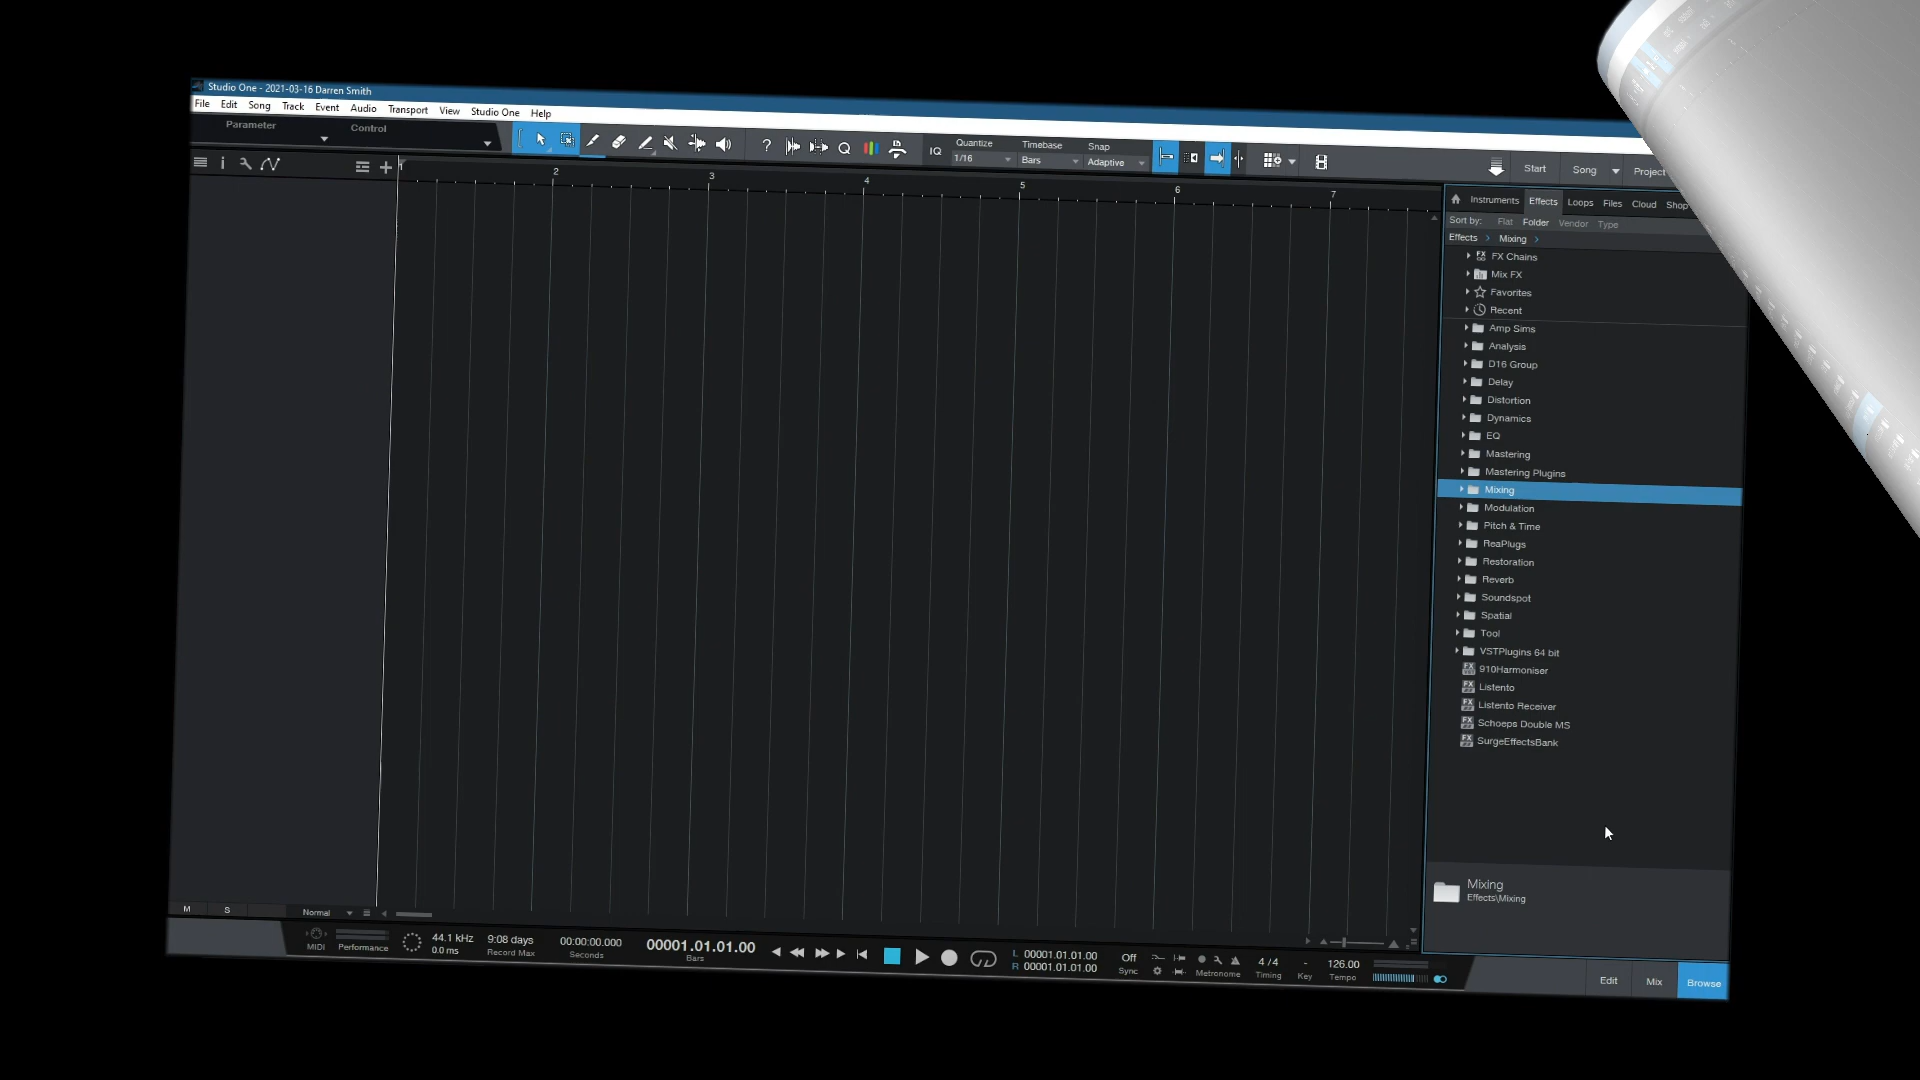 Studio One - 2021-03-16 Darren Smith
File Edit Song Track Event Audio Transport View Studio One Help
Parameter Control
? IQ Quantize 1/16 Timebase Bars Snap Adaptive
Start Song Project
2 3 4 5 6 7
Instruments Effects Loops Files Cloud Shop
Sort by: Flat Folder Vendor Type
Effects > Mixing >
FX Chains
Mix FX
Favorites
Recent
Amp Sims
Analysis
D16 Group
Delay
Distortion
Dynamics
EQ
Mastering
Mastering Plugins
Mixing
Modulation
Pitch & Time
ReaPlugs
Restoration
Reverb
Soundspot
Spatial
Tool
VSTPlugins 64 bit
910Harmoniser
Listento
Listento Receiver
Schoeps Double MS
SurgeEffectsBank
Mixing
Effects\Mixing
M S Normal
MIDI Performance
44.1 kHz
0.0 ms
9:08 days
Record Max
00:00:00.000
Seconds
00001.01.01.00
Bars
L 00001.01.01.00
R 00001.01.01.00
Off
Sync
Metronome
4 / 4
Timing
-
Key
126.00
Tempo
Edit Mix Browse